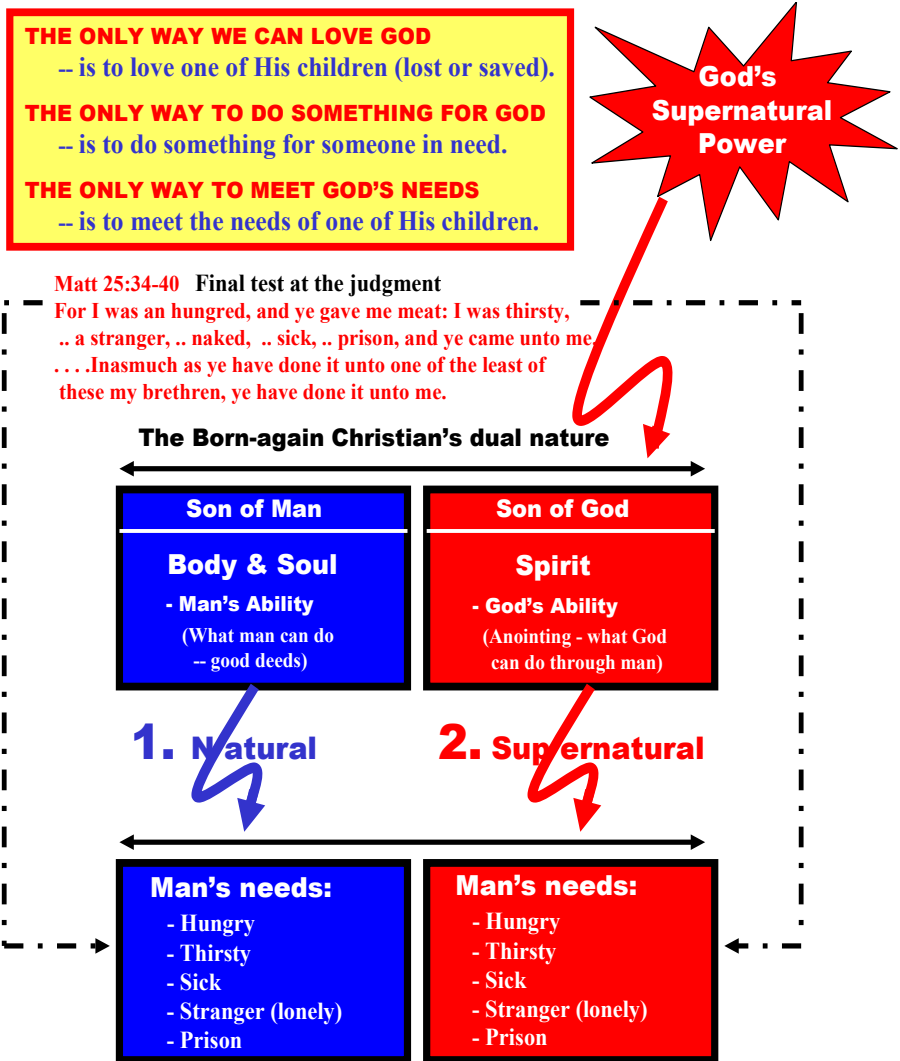 THE ONLY WAY WE CAN LOVE GOD
-- is to love one of His children (lost or saved).
THE ONLY WAY TO DO SOMETHING FOR GOD
-- is to do something for someone in need.
THE ONLY WAY TO MEET GOD'S NEEDS
-- is to meet the needs of one of His children.
God's
Supernatural
Power
Matt 25:34-40 Final test at the judgment
For I was an hungred, and ye gave me meat: I was thirsty,
.. a stranger, .. naked, .. sick, .. prison, and ye came unto me.
. . . .Inasmuch as ye have done it unto one of the least of
these my brethren, ye have done it unto me.
The Born-again Christian's dual nature
Son of Man
Body & Soul
- Man's Ability
(What man can do
-- good deeds)
Son of God
Spirit
- God's Ability
(Anointing - what God
can do through man)
1. Natural
2. Supernatural
Man's needs:
- Hungry
- Thirsty
- Sick
- Stranger (lonely)
- Prison
Man's needs:
- Hungry
- Thirsty
- Sick
- Stranger (lonely)
- Prison